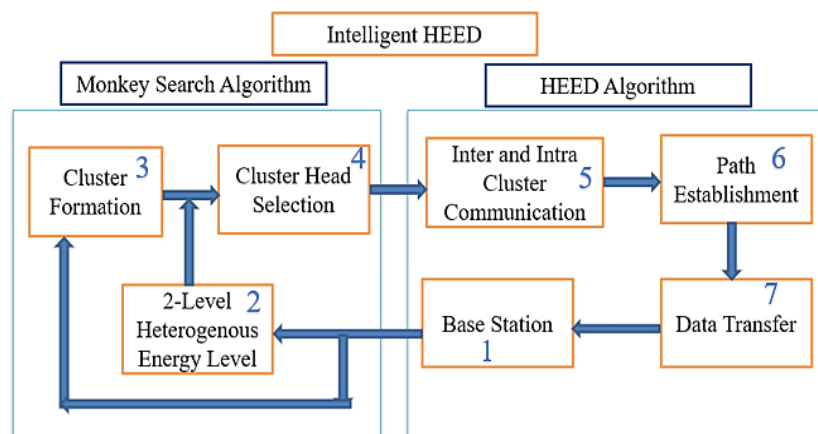 Intelligent HEED
Monkey Search Algorithm
HEED Algorithm
Cluster 3
Formation
Cluster Head 4
Selection
Inter and Intra
Cluster 5
Communication
Path 6
Establishment
2-Level 2
Heterogenous
Energy Level
Base Station
1
7
Data Transfer